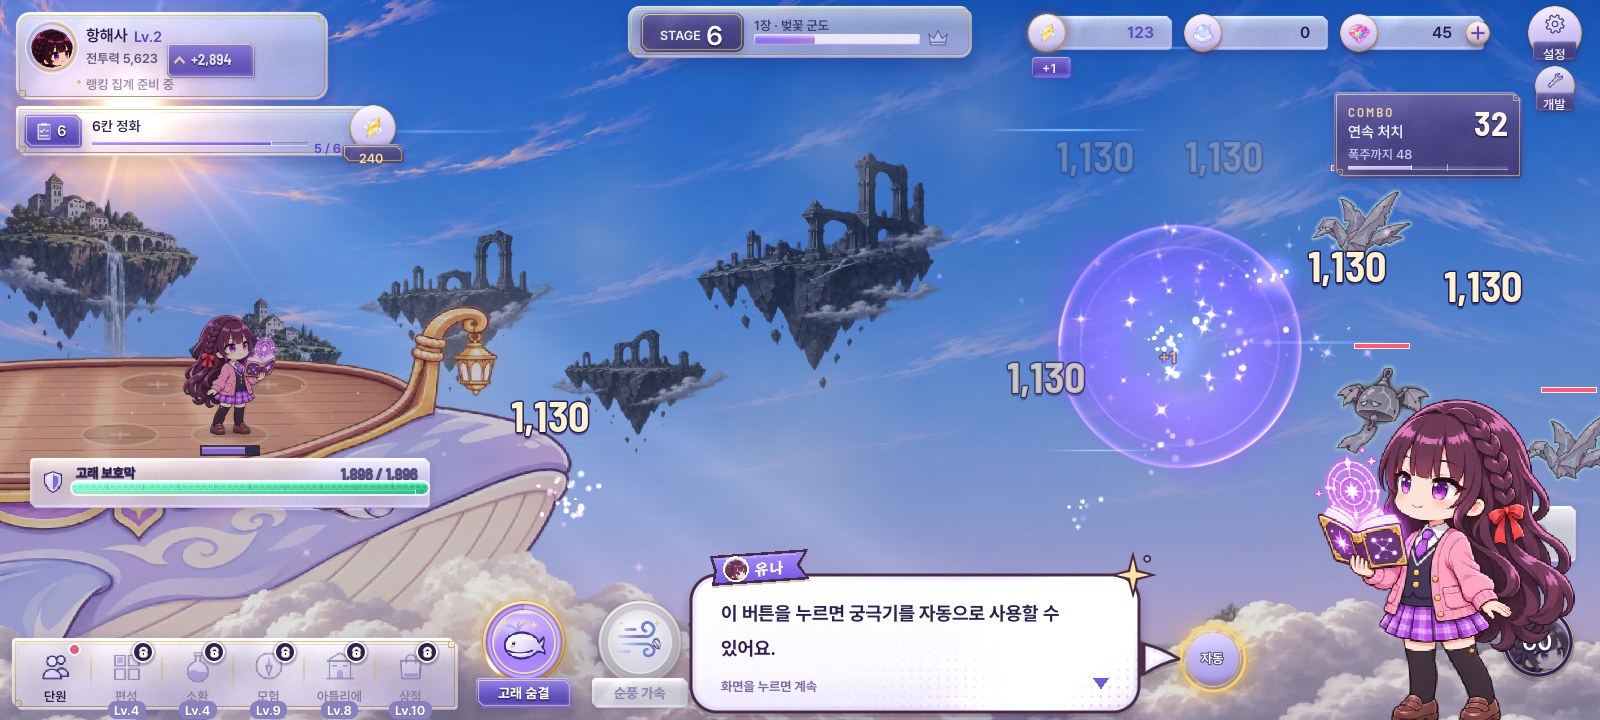 항해사 Lv.2
전투력 5,623
+2,894
랭킹 집계 준비 중
6
6칸 정화
5 / 6
240
STAGE 6
1장 · 벚꽃 군도
123
0
45
+1
설정
개발
COMBO
연속 처치
32
폭주까지 48
1,130
1,130
1,130
1,130
1,130
1,130
+1
고래 보호막
1,896 / 1,896
유나
이 버튼을 누르면 궁극기를 자동으로 사용할 수
있어요.
화면을 누르면 계속
자동
단원
편성
Lv.4
소환
Lv.4
모험
Lv.9
아틀리에
Lv.8
상점
Lv.10
고래 숨결
순풍 가속